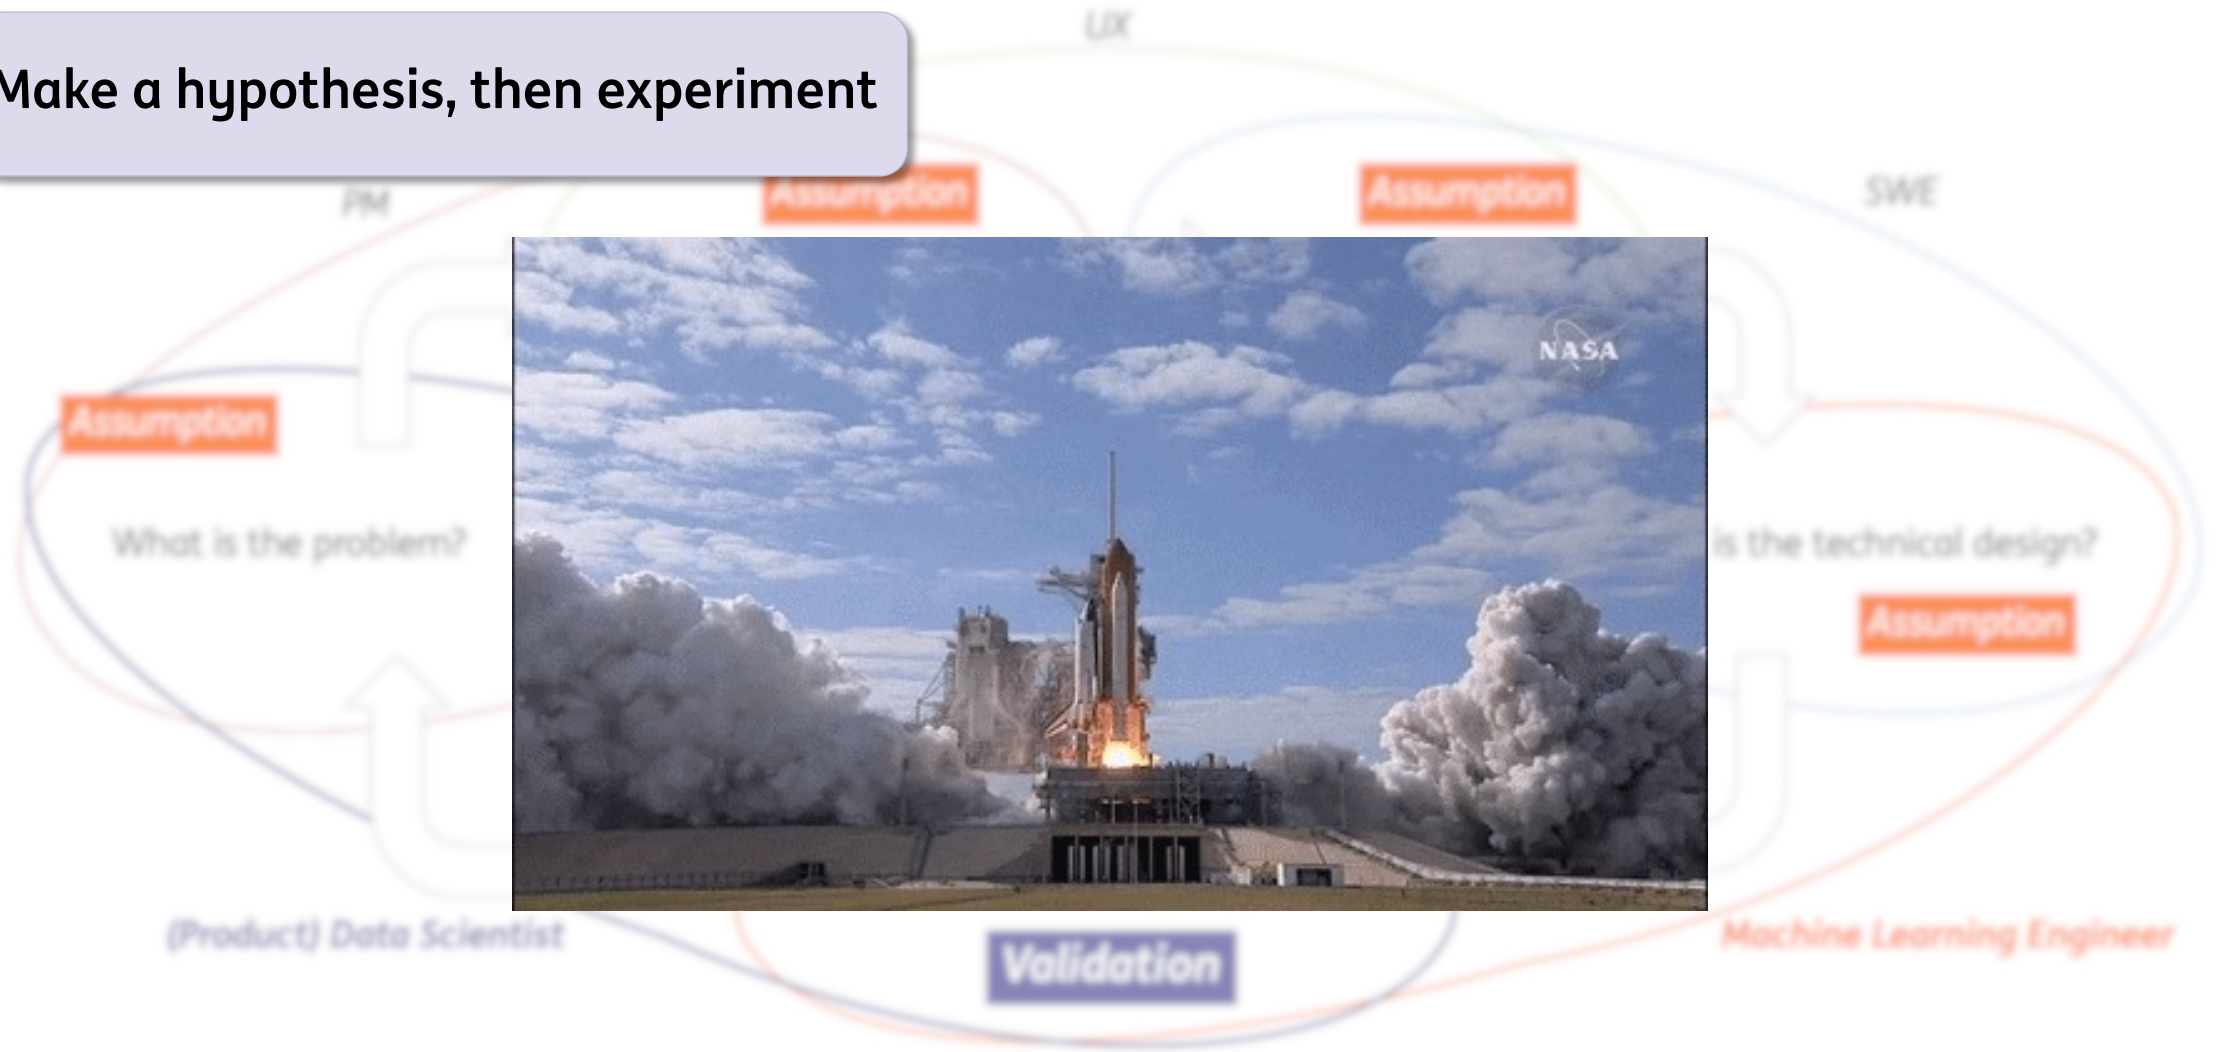 UX
Make a hypothesis, then experiment
PM
Assumption
Assumption
SWE
NASA
Assumption
What is the problem?
is the technical design?
Assumption
(Product) Data Scientist
Machine Learning Engineer
Validation